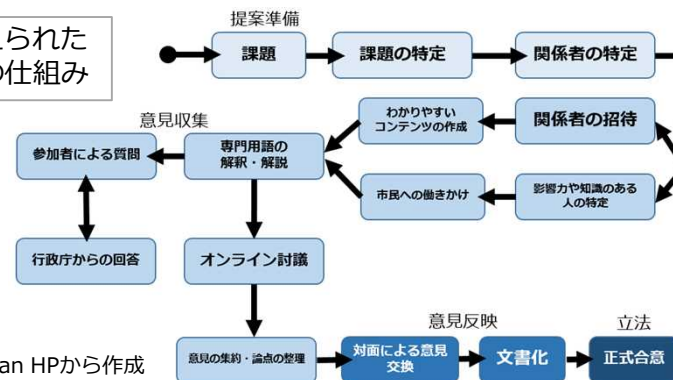 えられた
の仕組み
提案準備
課題
課題の特定
関係者の特定
意見収集
参加者による質問
専門用語の
解釈・解説
わかりやすい
コンテンツの作成
関係者の招待
市民への働きかけ
影響力や知識のある
人の特定
行政庁からの回答
オンライン討議
意見反映
立法
意見の集約・論点の整理
対面による意見
交換
文書化
正式合意
an HPから作成